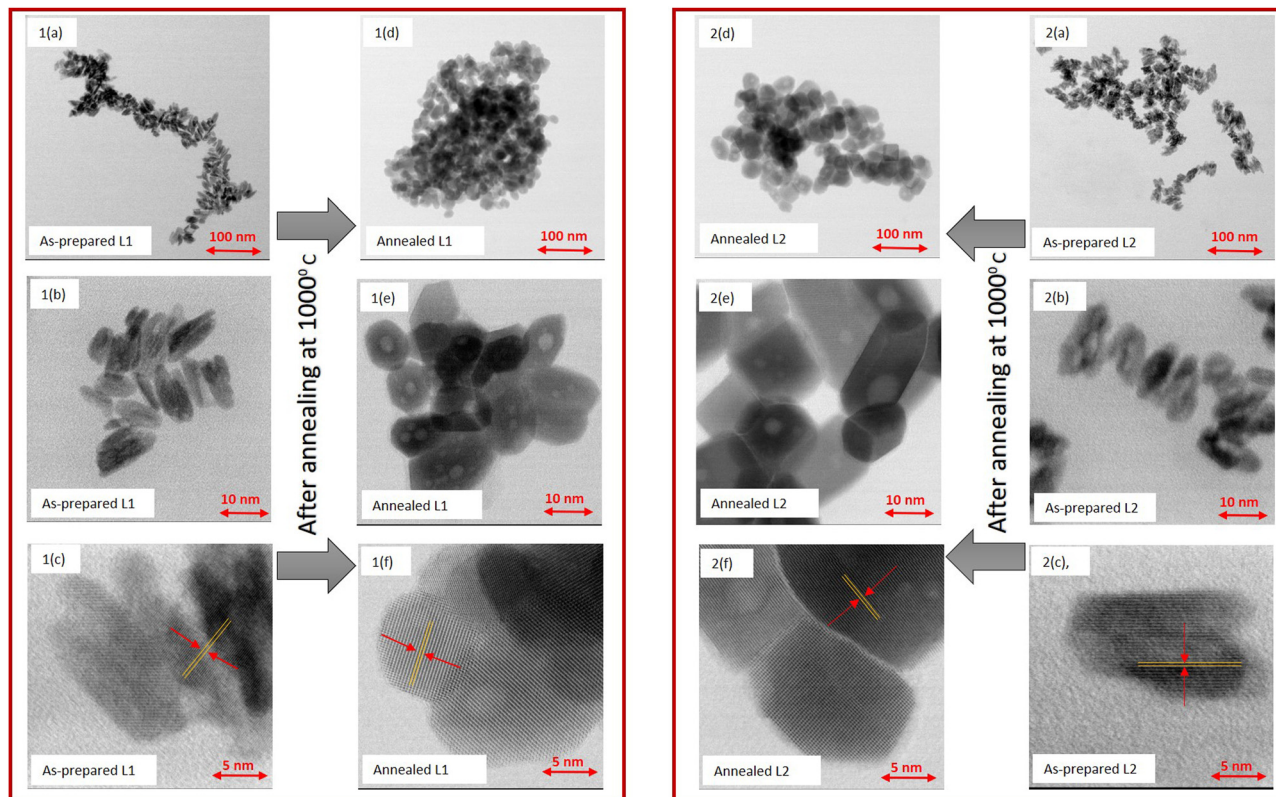 1(a)
As-prepared L1
100 nm
1(d)
Annealed L1
100 nm
1(b)
As-prepared L1
10 nm
1(e)
Annealed L1
10 nm
1(c)
As-prepared L1
5 nm
1(f)
Annealed L1
5 nm
After annealing at 1000⁰ C
2(d)
Annealed L2
100 nm
2(a)
As-prepared L2
100 nm
2(e)
Annealed L2
10 nm
2(b)
As-prepared L2
10 nm
2(f)
Annealed L2
5 nm
2(c),
As-prepared L2
5 nm
After annealing at 1000⁰ C